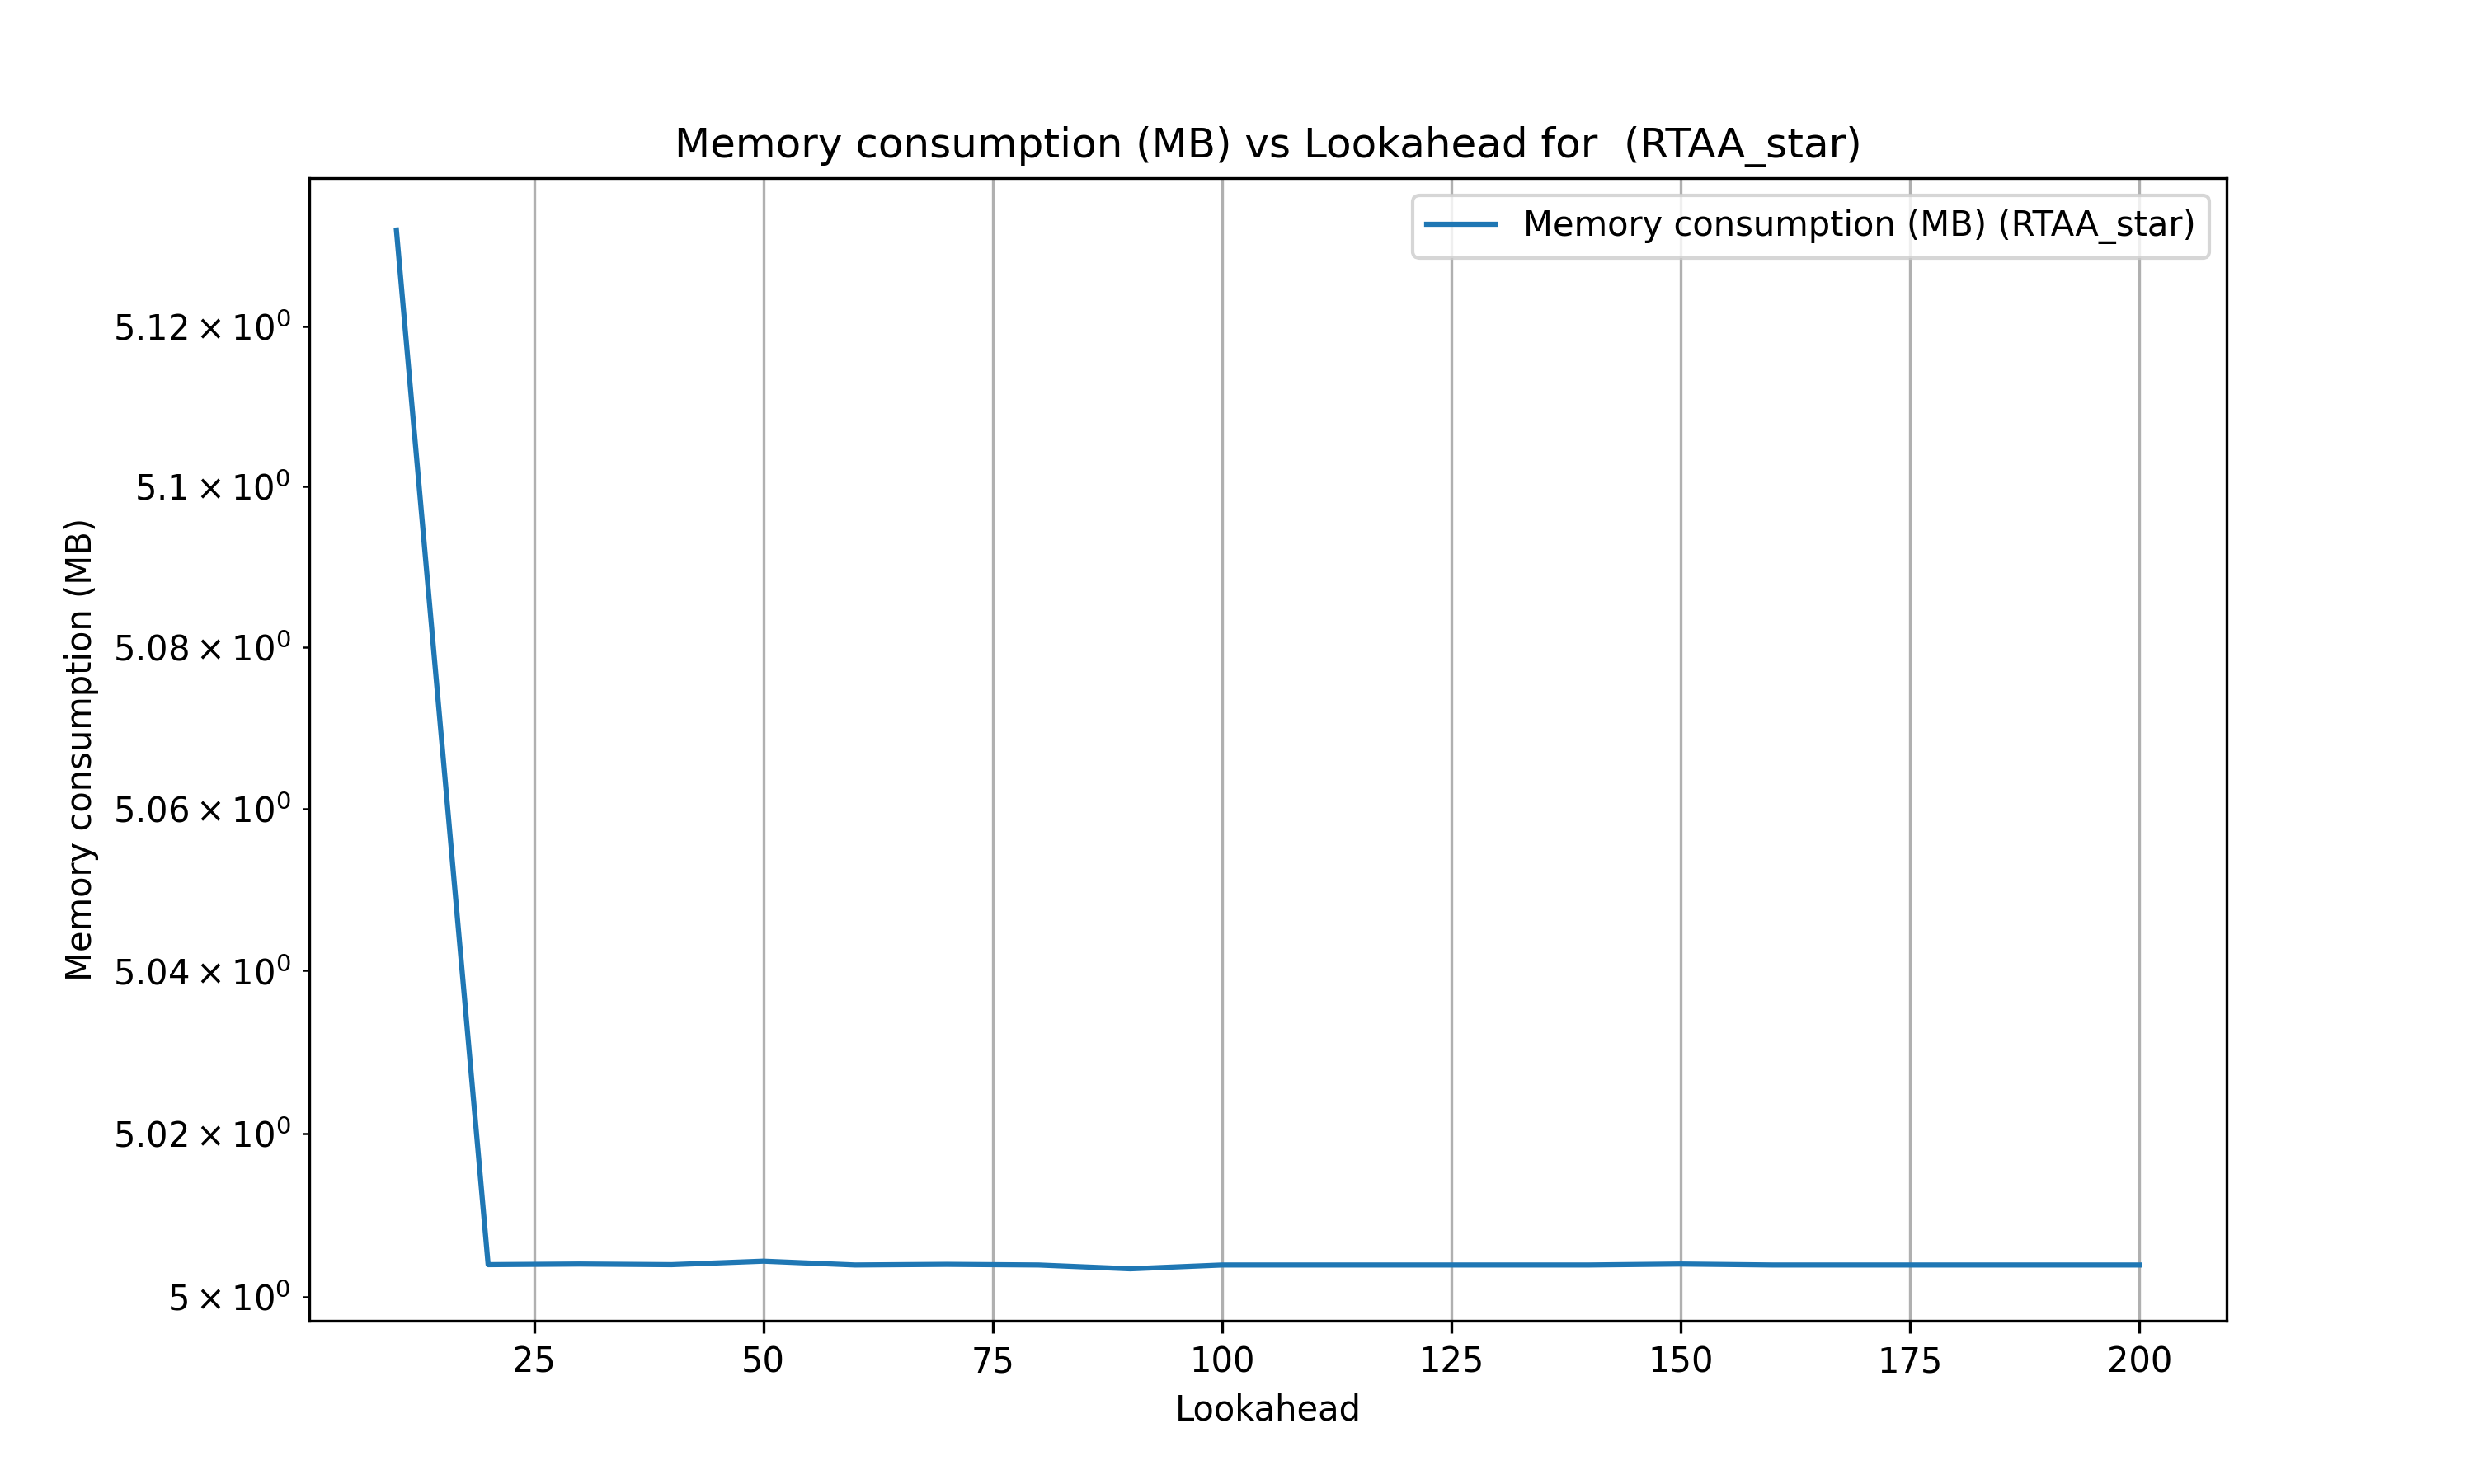 Memory consumption (MB) vs Lookahead for  (RTAA_star)
Memory consumption (MB) (RTAA_star)
Memory consumption (MB)
5.12×10⁰
5.1×10⁰
5.08×10⁰
5.06×10⁰
5.04×10⁰
5.02×10⁰
5×10⁰
25 50 75 100 125 150 175 200
Lookahead